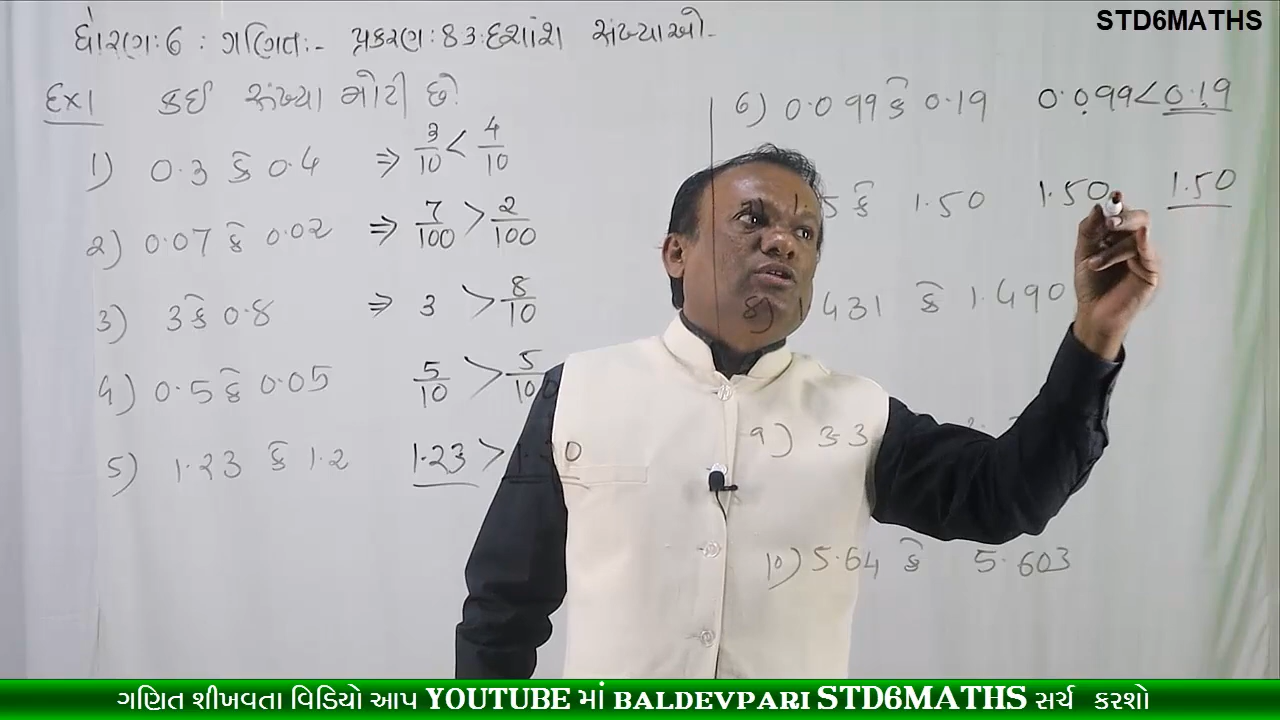 STD6MATHS
ધોરણ:6 : ગણિત:- પ્રકરણ:83:દશાંશ સંખ્યાઓ-
Ex1 કઈ સંખ્યા મોટી છે.
1) 0.3 કે 0.4 ⇒ 3/10 < 4/10
2) 0.07 કે 0.02 ⇒ 7/100 > 2/100
3) 3 કે 0.8 ⇒ 3 > 8/10
4) 0.5 કે 0.05 5/10 > 5/100
5) 1.23 કે 1.2 1.23 >
6) 0.099 કે 0.19 0.099 < 0.19
5 કે 1.50 1.50 1.50
8) 1 431 કે 1.490
9) 3.3
10) 5.64 કે 5.603
ગણિત શીખવતા વિડિયો આપ YOUTUBE માં BALDEVPARI STD6MATHS સર્ચ કરશો